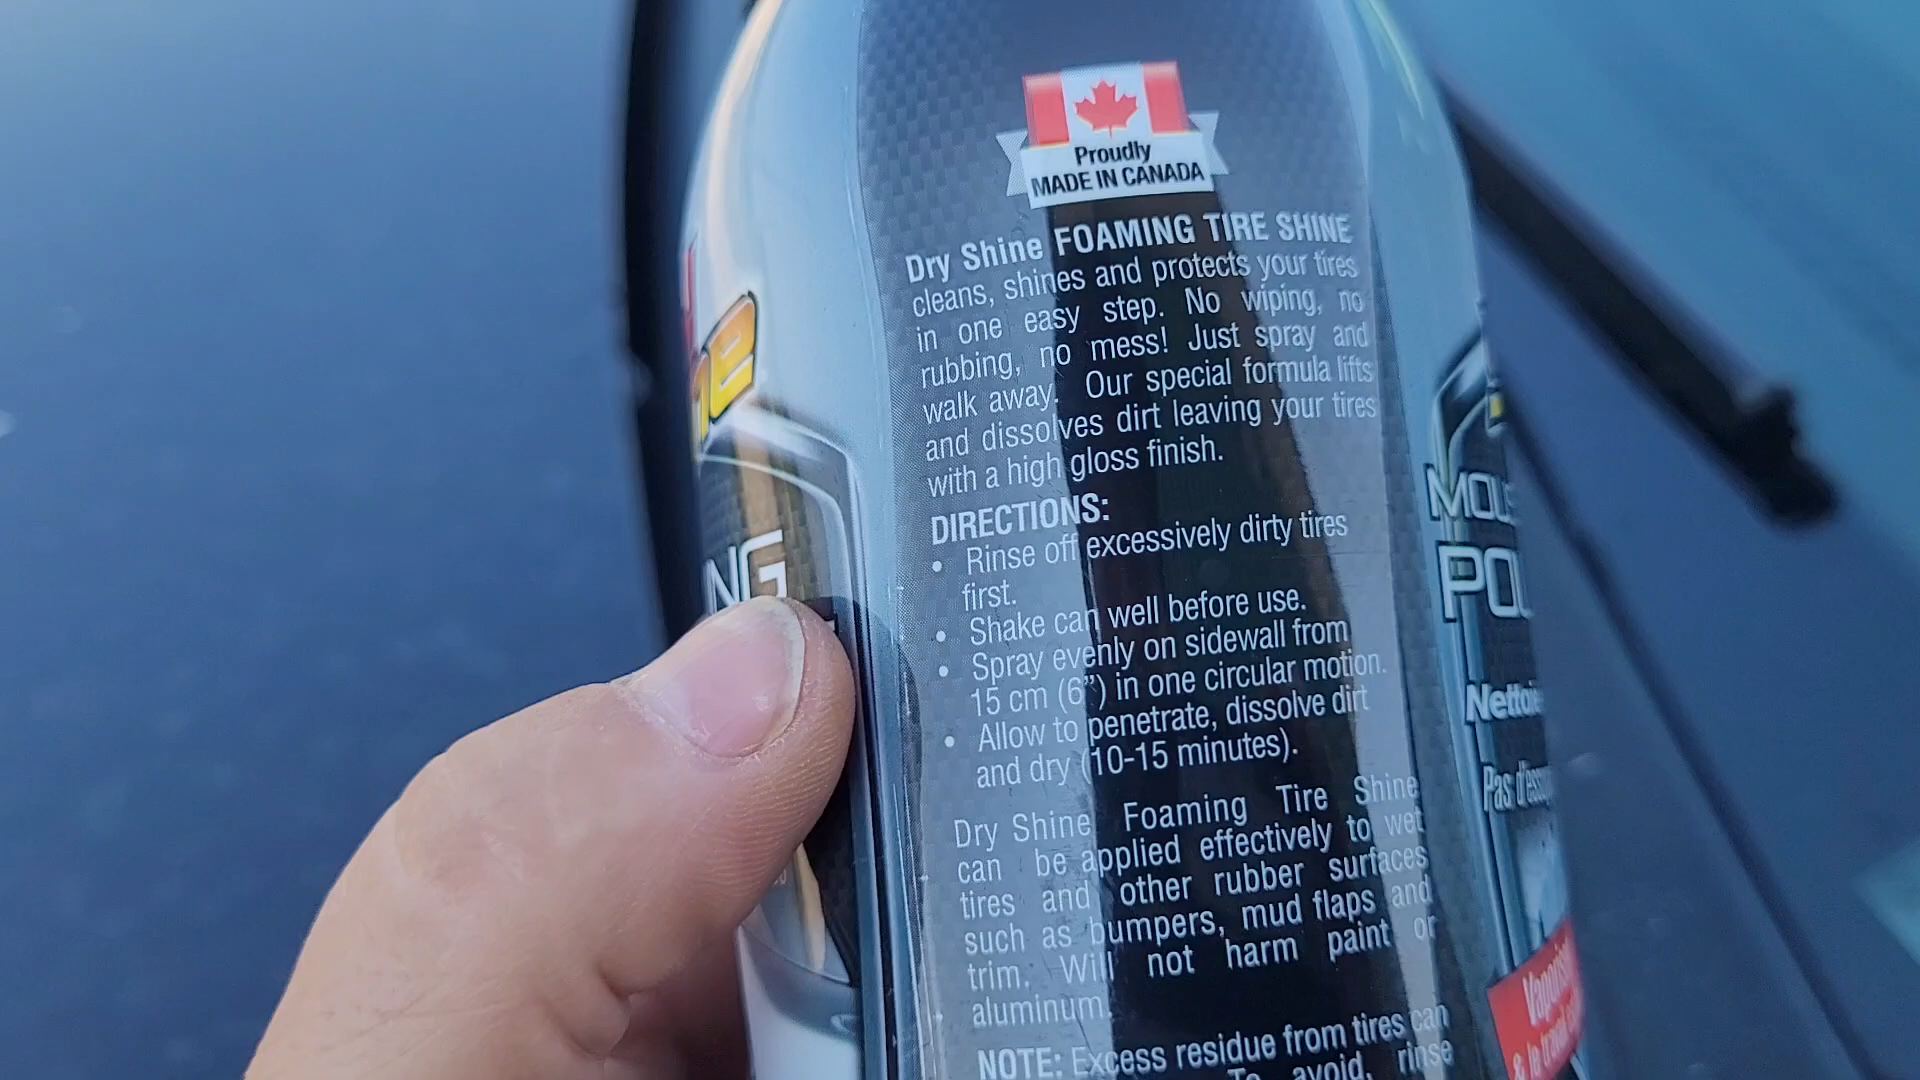 Proudly
MADE IN CANADA
Dry Shine FOAMING TIRE SHINE
cleans, shines and protects your tires
in one easy step. No wiping, no
rubbing, no mess! Just spray and
walk away. Our special formula lifts
and dissolves dirt leaving your tires
with a high gloss finish.
DIRECTIONS:
• Rinse off excessively dirty tires
first.
• Shake can well before use.
• Spray evenly on sidewall from
15 cm (6") in one circular motion.
• Allow to penetrate, dissolve dirt
and dry (10-15 minutes).
Dry Shine Foaming Tire Shine
can be applied effectively to wet
tires and other rubber surfaces
such as bumpers, mud flaps and
trim. Will not harm paint or
aluminum.
NOTE: Excess residue from tires can
To avoid, rinse
NG
MOUS
POU
Nettoie
Pas d'essu
& le travail